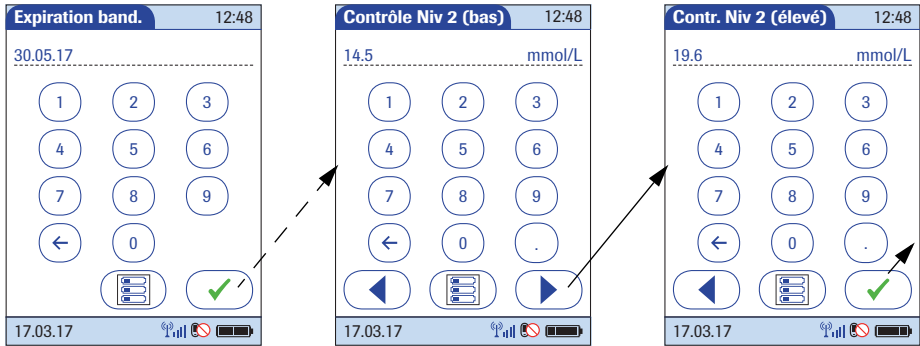 Expiration band. 12:48
30.05.17
1 2 3
4 5 6
7 8 9
0
17.03.17
Contrôle Niv 2 (bas) 12:48
14.5 mmol/L
1 2 3
4 5 6
7 8 9
0 .
17.03.17
Contr. Niv 2 (élevé) 12:48
19.6 mmol/L
1 2 3
4 5 6
7 8 9
0 .
17.03.17